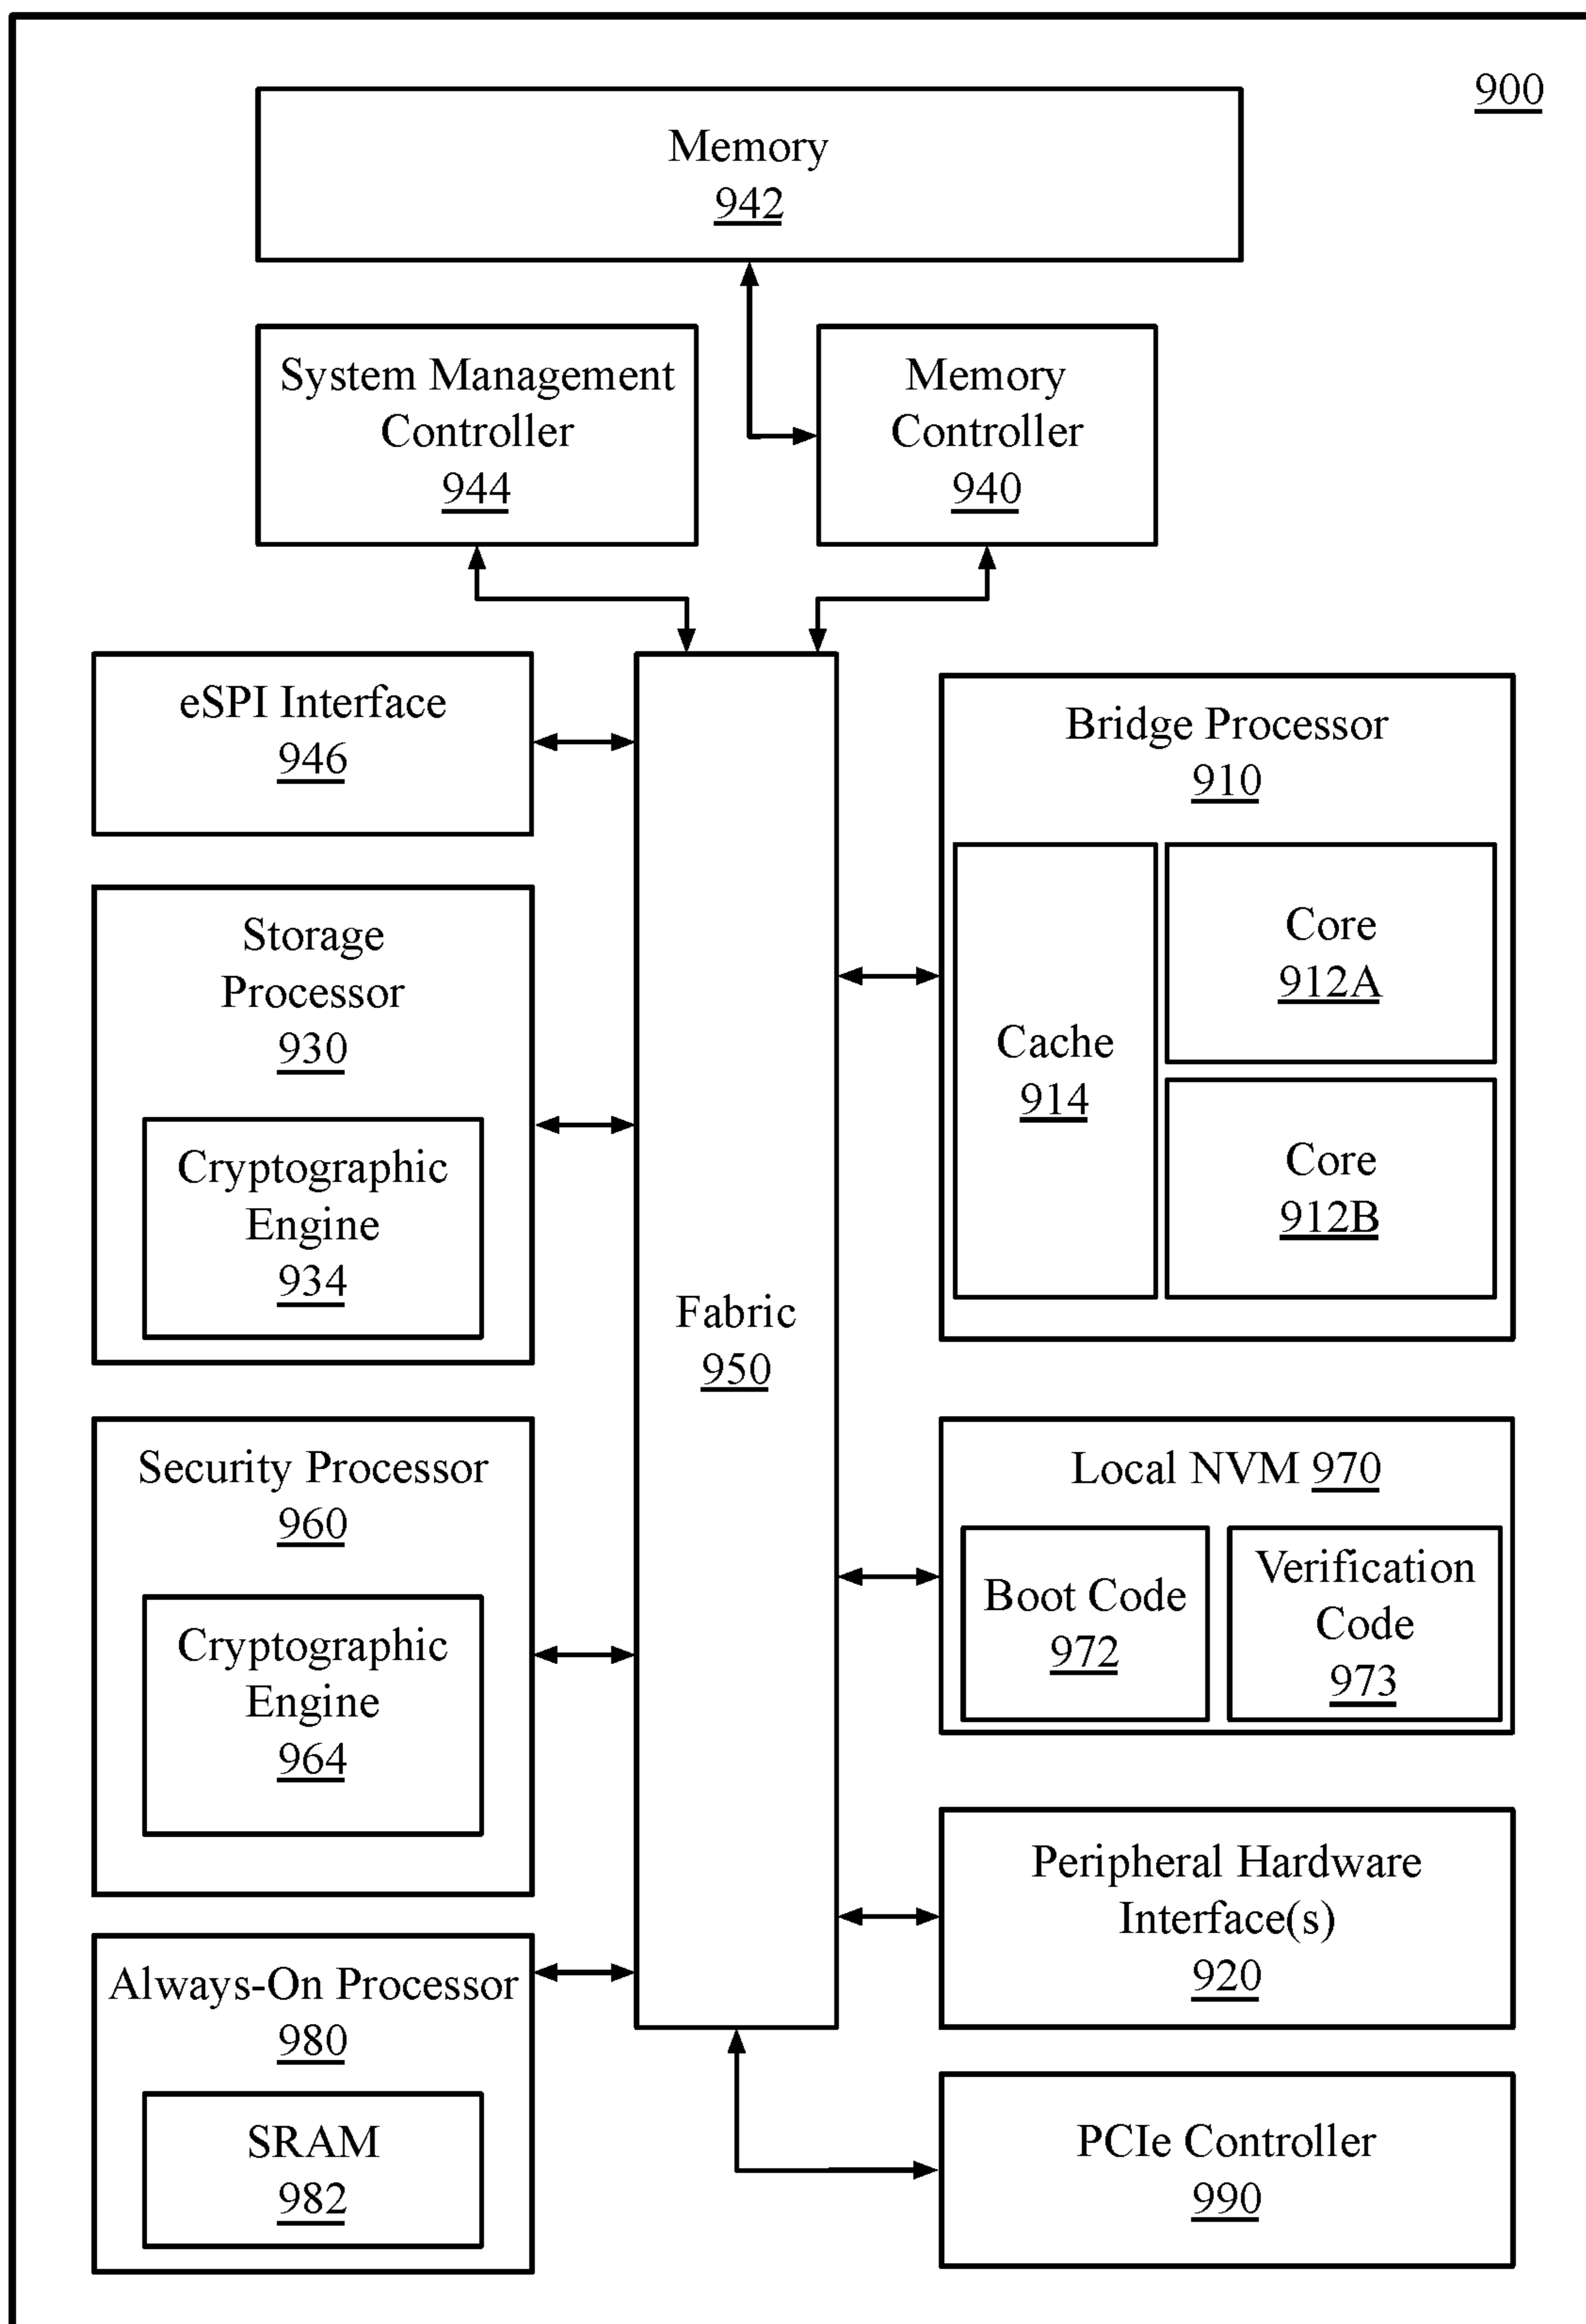 900
Memory
942
System Management
Controller
944
Memory
Controller
940
eSPI Interface
946
Storage
Processor
930
Cryptographic
Engine
934
Security Processor
960
Cryptographic
Engine
964
Always-On Processor
980
SRAM
982
Fabric
950
Bridge Processor
910
Cache
914
Core
912A
Core
912B
Local NVM 970
Boot Code
972
Verification
Code
973
Peripheral Hardware
Interface(s)
920
PCIe Controller
990